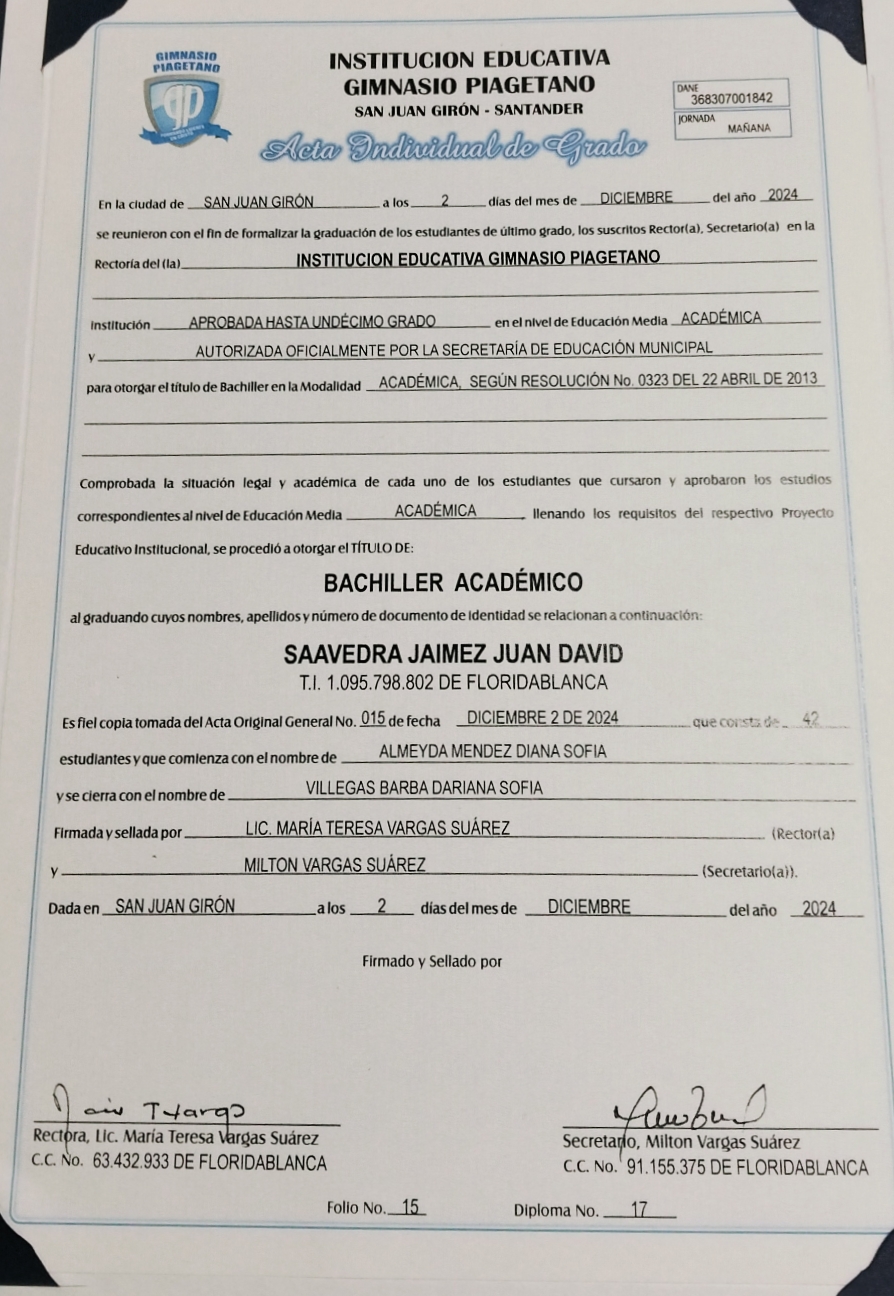 GIMNASIO
PIAGETANO
INSTITUCION EDUCATIVA
GIMNASIO PIAGETANO
SAN JUAN GIRÓN - SANTANDER
DANE
368307001842
JORNADA
MAÑANA
Acta Individual de Grado
En la ciudad de SAN JUAN GIRÓN a los 2 días del mes de DICIEMBRE del año 2024
se reunieron con el fin de formalizar la graduación de los estudiantes de último grado, los suscritos Rector(a), Secretario(a) en la
Rectoría del (la) INSTITUCION EDUCATIVA GIMNASIO PIAGETANO
Institución APROBADA HASTA UNDÉCIMO GRADO en el nivel de Educación Media ACADÉMICA
y AUTORIZADA OFICIALMENTE POR LA SECRETARÍA DE EDUCACIÓN MUNICIPAL
para otorgar el título de Bachiller en la Modalidad ACADÉMICA, SEGÚN RESOLUCIÓN No. 0323 DEL 22 ABRIL DE 2013
Comprobada la situación legal y académica de cada uno de los estudiantes que cursaron y aprobaron los estudios
correspondientes al nivel de Educación Media ACADÉMICA llenando los requisitos del respectivo Proyecto
Educativo Institucional, se procedió a otorgar el TÍTULO DE:
BACHILLER ACADÉMICO
al graduando cuyos nombres, apellidos y número de documento de identidad se relacionan a continuación:
SAAVEDRA JAIMEZ JUAN DAVID
T.I. 1.095.798.802 DE FLORIDABLANCA
Es fiel copia tomada del Acta Original General No. 015 de fecha DICIEMBRE 2 DE 2024 que consta de 42
estudiantes y que comienza con el nombre de ALMEYDA MENDEZ DIANA SOFIA
y se cierra con el nombre de VILLEGAS BARBA DARIANA SOFIA
Firmada y sellada por LIC. MARÍA TERESA VARGAS SUÁREZ (Rector(a)
y MILTON VARGAS SUÁREZ (Secretario(a)).
Dada en SAN JUAN GIRÓN a los 2 días del mes de DICIEMBRE del año 2024
Firmado y Sellado por
Rectora, Lic. María Teresa Vargas Suárez
C.C. No. 63.432.933 DE FLORIDABLANCA
Secretario, Milton Vargas Suárez
C.C. No. 91.155.375 DE FLORIDABLANCA
Folio No. 15
Diploma No. 17